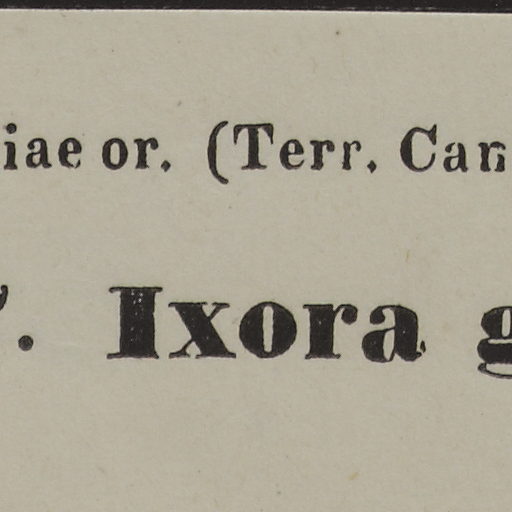 iae or. (Terr. Can
. Ixora g